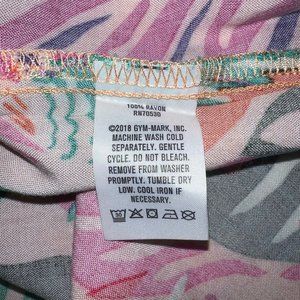 100% RAYON
RN70530
©2018 GYM-MARK, INC.
MACHINE WASH COLD
SEPARATELY. GENTLE
CYCLE. DO NOT BLEACH.
REMOVE FROM WASHER
PROMPTLY. TUMBLE DRY
LOW. COOL IRON IF
NECESSARY.